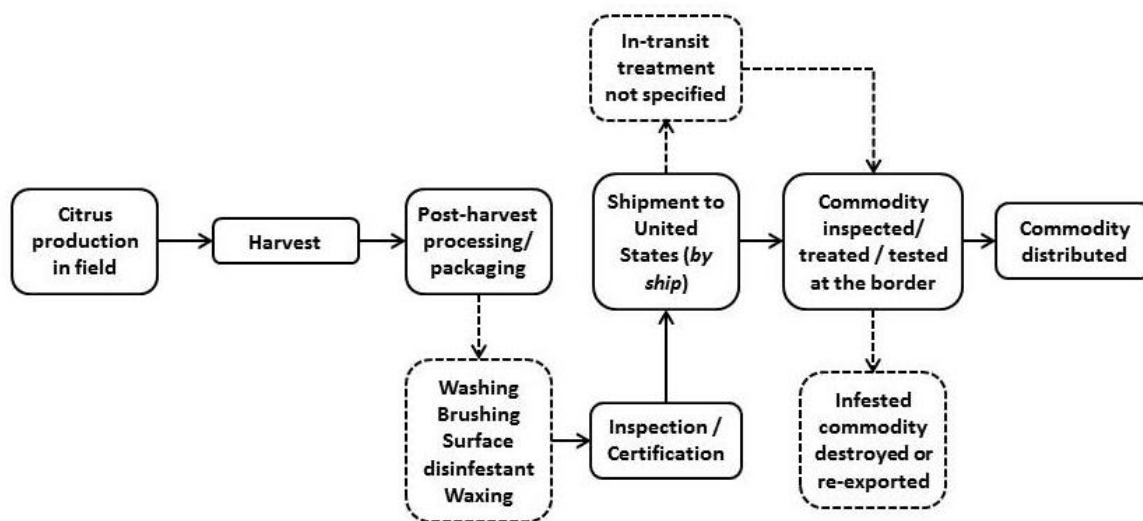 Citrus
production
in field
Harvest
Post-harvest
processing/
packaging
Washing
Brushing
Surface
disinfestant
Waxing
Inspection /
Certification
Shipment to
United
States (by
ship)
In-transit
treatment
not specified
Commodity
inspected/
treated / tested
at the border
Infested
commodity
destroyed or
re-exported
Commodity
distributed